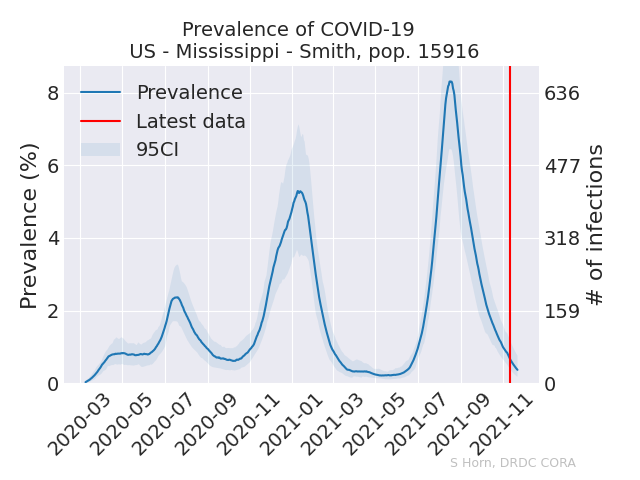 Prevalence of COVID-19
US - Mississippi - Smith, pop. 15916
Prevalence (%)
8
6
4
2
0
Prevalence
Latest data
95CI
636
477
318
159
0
# of infections
2020-03
2020-05
2020-07
2020-09
2020-11
2021-01
2021-03
2021-05
2021-07
2021-09
2021-11
S Horn, DRDC CORA